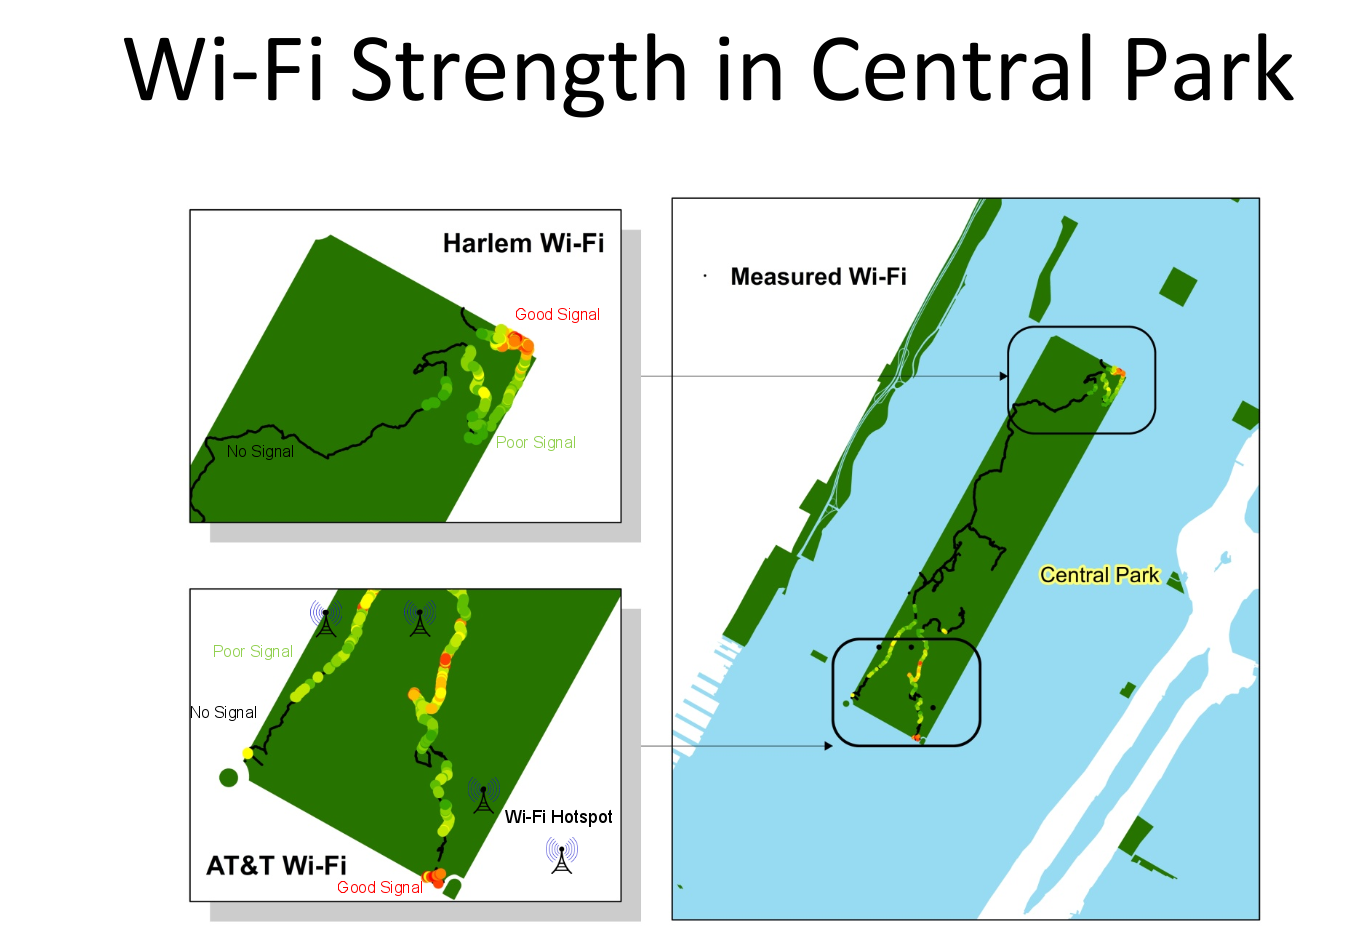 Wi-Fi Strength in Central Park
Harlem Wi-Fi
Good Signal
Poor Signal
No Signal
Poor Signal
No Signal
Wi-Fi Hotspot
AT&T Wi-Fi
Good Signal
Measured Wi-Fi
Central Park